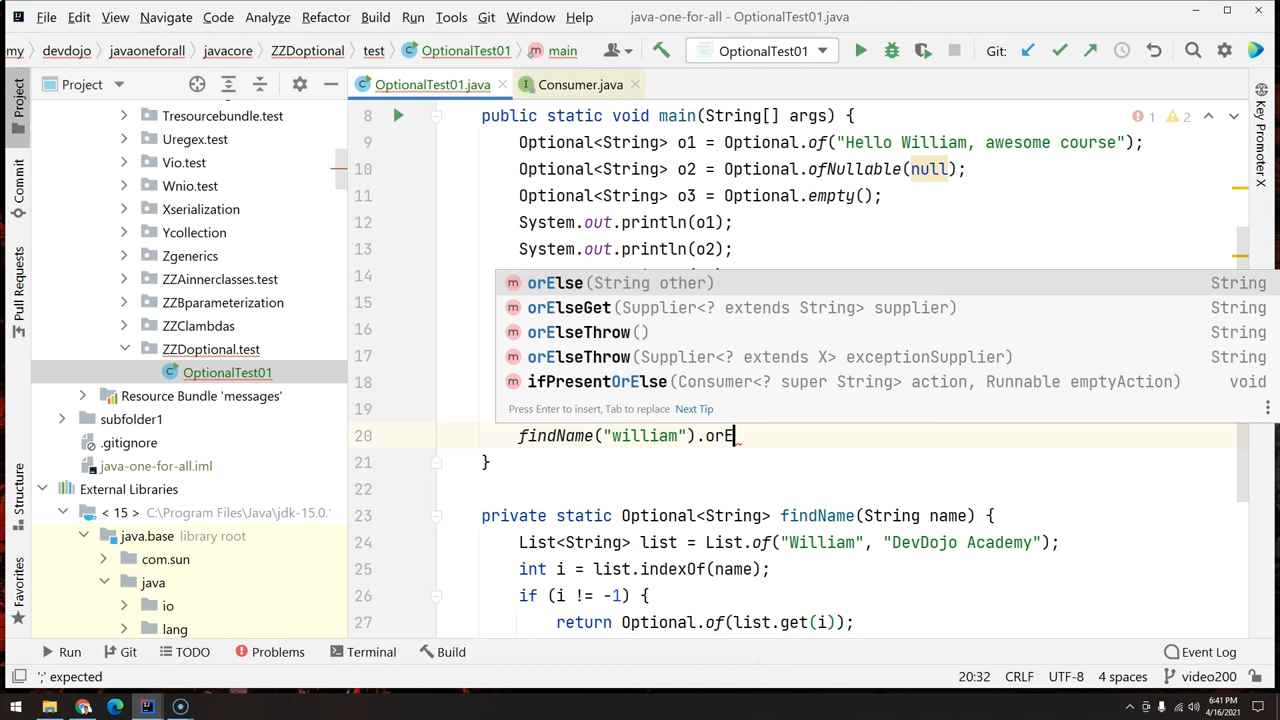 File Edit View Navigate Code Analyze Refactor Build Run Tools Git Window Help java-one-for-all - OptionalTest01.java
my devdojo javaoneforall javacore ZZDoptional test OptionalTest01 main OptionalTest01 Git:
Project OptionalTest01.java Consumer.java
Project
Commit
Pull Requests
Structure
Favorites
Key Promoter X
Tresourcebundle.test
Uregex.test
Vio.test
Wnio.test
Xserialization
Ycollection
Zgenerics
ZZAinnerclasses.test
ZZBparameterization
ZZClambdas
ZZDoptional.test
OptionalTest01
Resource Bundle 'messages'
subfolder1
.gitignore
java-one-for-all.iml
External Libraries
< 15 > C:\Program Files\Java\jdk-15.0.
java.base library root
com.sun
java
io
lang
8 public static void main(String[] args) { 1 2
9 Optional<String> o1 = Optional.of("Hello William, awesome course");
10 Optional<String> o2 = Optional.ofNullable(null);
11 Optional<String> o3 = Optional.empty();
12 System.out.println(o1);
13 System.out.println(o2);
14
15
16
17
18
19
orElse(String other) String
orElseGet(Supplier<? extends String> supplier) String
orElseThrow() String
orElseThrow(Supplier<? extends X> exceptionSupplier) String
ifPresentOrElse(Consumer<? super String> action, Runnable emptyAction) void
Press Enter to insert, Tab to replace Next Tip
20 findName("william").orE
21 }
22
23 private static Optional<String> findName(String name) {
24 List<String> list = List.of("William", "DevDojo Academy");
25 int i = list.indexOf(name);
26 if (i != -1) {
27 return Optional.of(list.get(i));
Run Git TODO Problems Terminal Build Event Log
';' expected 20:32 CRLF UTF-8 4 spaces video200
6:41 PM
4/16/2021